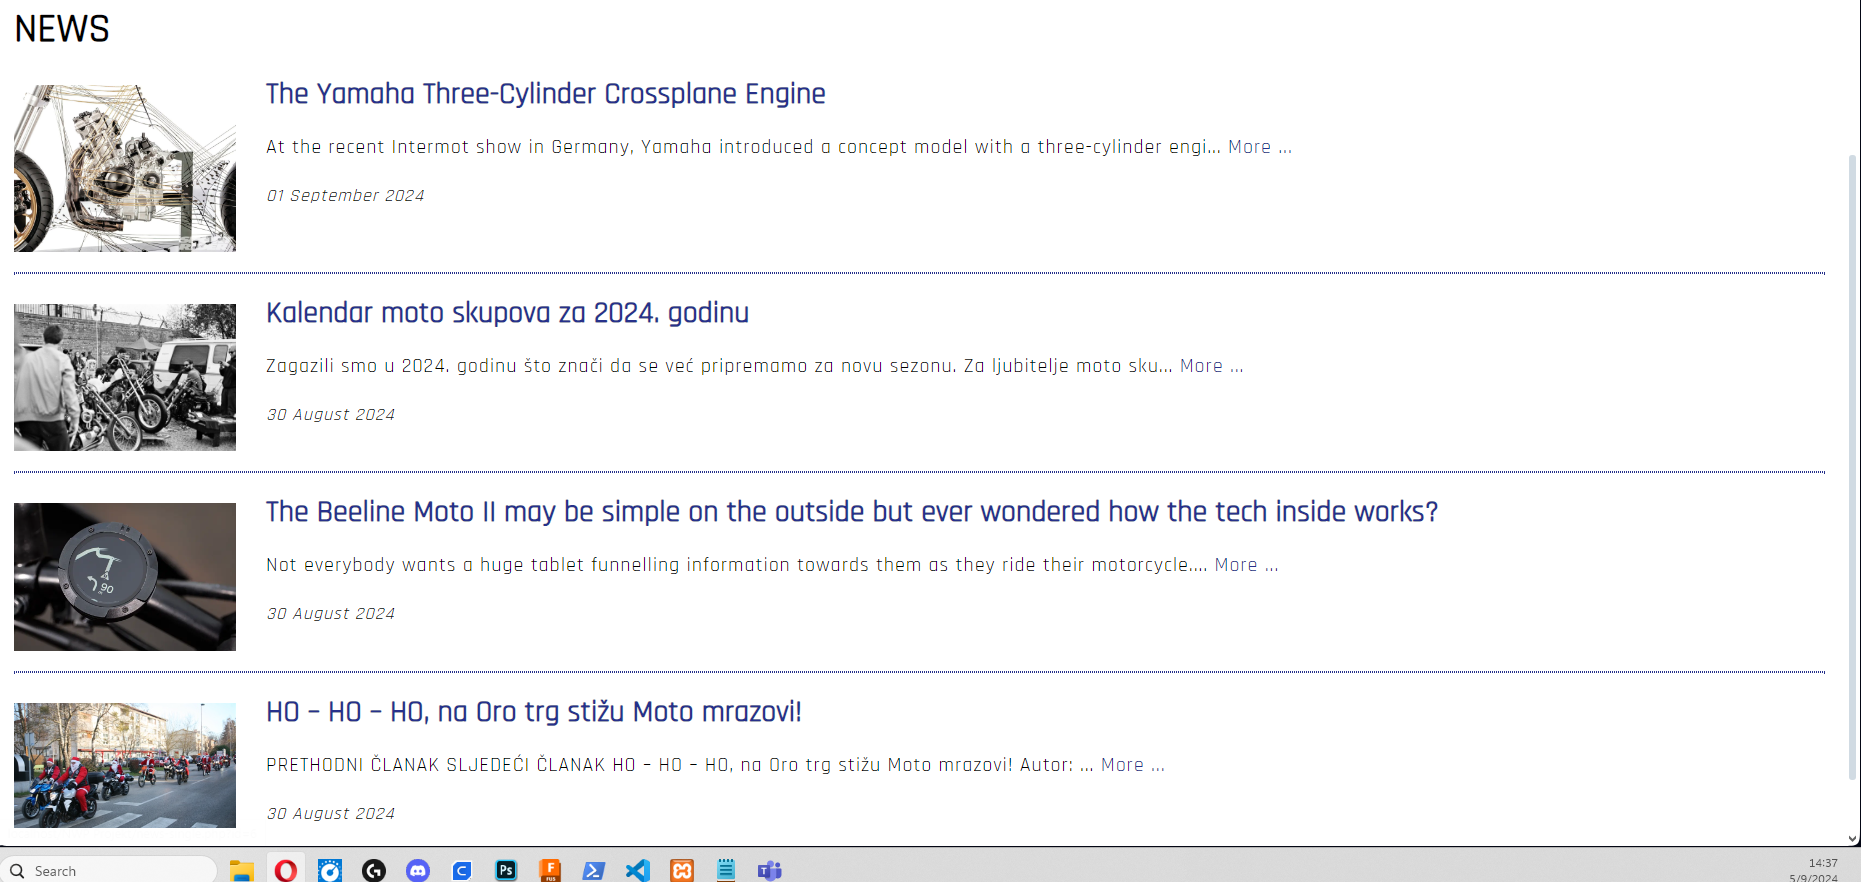 NEWS
The Yamaha Three-Cylinder Crossplane Engine
At the recent Intermot show in Germany, Yamaha introduced a concept model with a three-cylinder engi... More ...
01 September 2024
Kalendar moto skupova za 2024. godinu
Zagazili smo u 2024. godinu što znači da se već pripremamo za novu sezonu. Za ljubitelje moto sku... More ...
30 August 2024
The Beeline Moto II may be simple on the outside but ever wondered how the tech inside works?
Not everybody wants a huge tablet funnelling information towards them as they ride their motorcycle.... More ...
90
30 August 2024
HO – HO – HO, na Oro trg stižu Moto mrazovi!
PRETHODNI ČLANAK SLJEDEĆI ČLANAK HO – HO – HO, na Oro trg stižu Moto mrazovi! Autor: ... More ...
30 August 2024
Search
C
Ps
F
FUS
14:37
5/9/2024